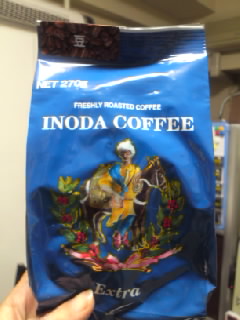 豆
NET 270g
FRESHLY ROASTED COFFEE
INODA COFFEE
Extra